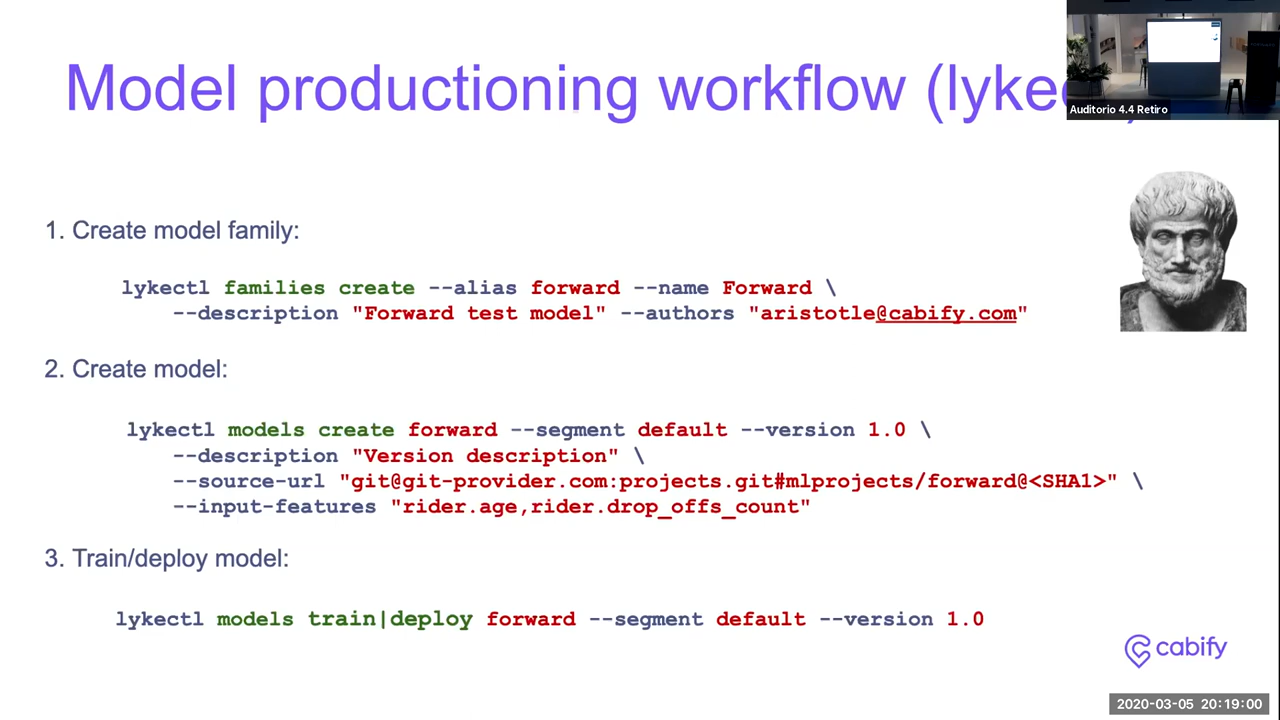 Model productioning workflow (lyke
Auditorio 4.4 Retiro
1. Create model family:
lykectl families create --alias forward --name Forward \
--description "Forward test model" --authors "aristotle@cabify.com"
2. Create model:
lykectl models create forward --segment default --version 1.0 \
--description "Version description" \
--source-url "git@git-provider.com:projects.git#mlprojects/forward@<SHA1>" \
--input-features "rider.age,rider.drop_offs_count"
3. Train/deploy model:
lykectl models train|deploy forward --segment default --version 1.0
cabify
2020-03-05 20:19:00